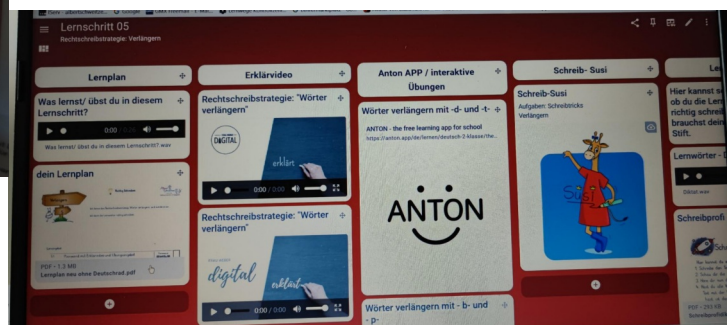 Lernschritt 05
Rechtschreibstrategie: Verlängern
Lernplan
Was lernst/ übst du in diesem
Lernschritt?
0:00
Was lernst/ übst du in diesem Lernschritt?.wav
dein Lernplan
PDF - 1.3 MB
Lernplan neu ohne Deutschrad.pdf
Erklärvideo
Rechtschreibstrategie: "Wörter
verlängern"
DIGITAL
erklärt
0:00 / 0:00
Rechtschreibstrategie: "Wörter
verlängern"
digital
erklärt
0:00 / 0:00
Anton APP / interaktive
Übungen
Wörter verlängern mit -d- und -t-
ANTON - the free learning app for school
https://anton.app/de/lernen/deutsch-2-klasse/the...
ANTON
Wörter verlängern mit - b- und
- p-
Schreib- Susi
Schreib-Susi
Aufgaben Schreibtricks
Verlängern
Susi
Le
Hier kannst s
ob du die Ler
richtig schrei
brauchst dein
Stift.
Lernwörter - D
Diktat.wav
Schreibprofi